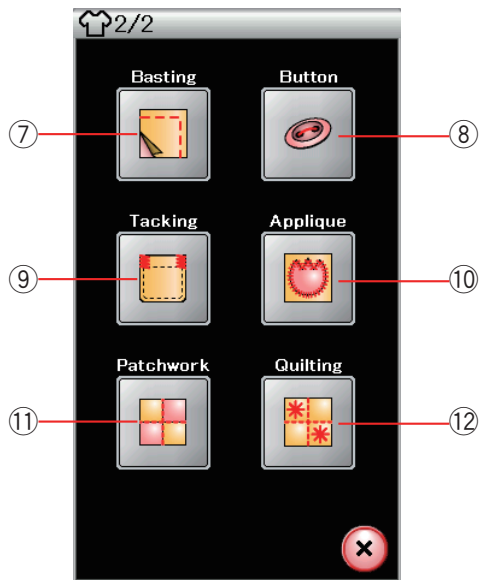 2/2
Basting Button
⑦ ⑧
Tacking Applique
⑨ ⑩
Patchwork Quilting
⑪ ⑫